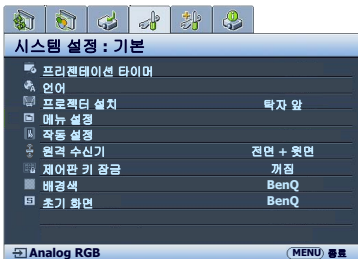 시스템 설정 : 기본
프리젠테이션 타이머
언어
프로젝터 설치 탁자 앞
메뉴 설정
작동 설정
원격 수신기 전면 + 윗면
제어판 키 잠금 꺼짐
배경색 BenQ
초기 화면 BenQ
Analog RGB MENU 종료